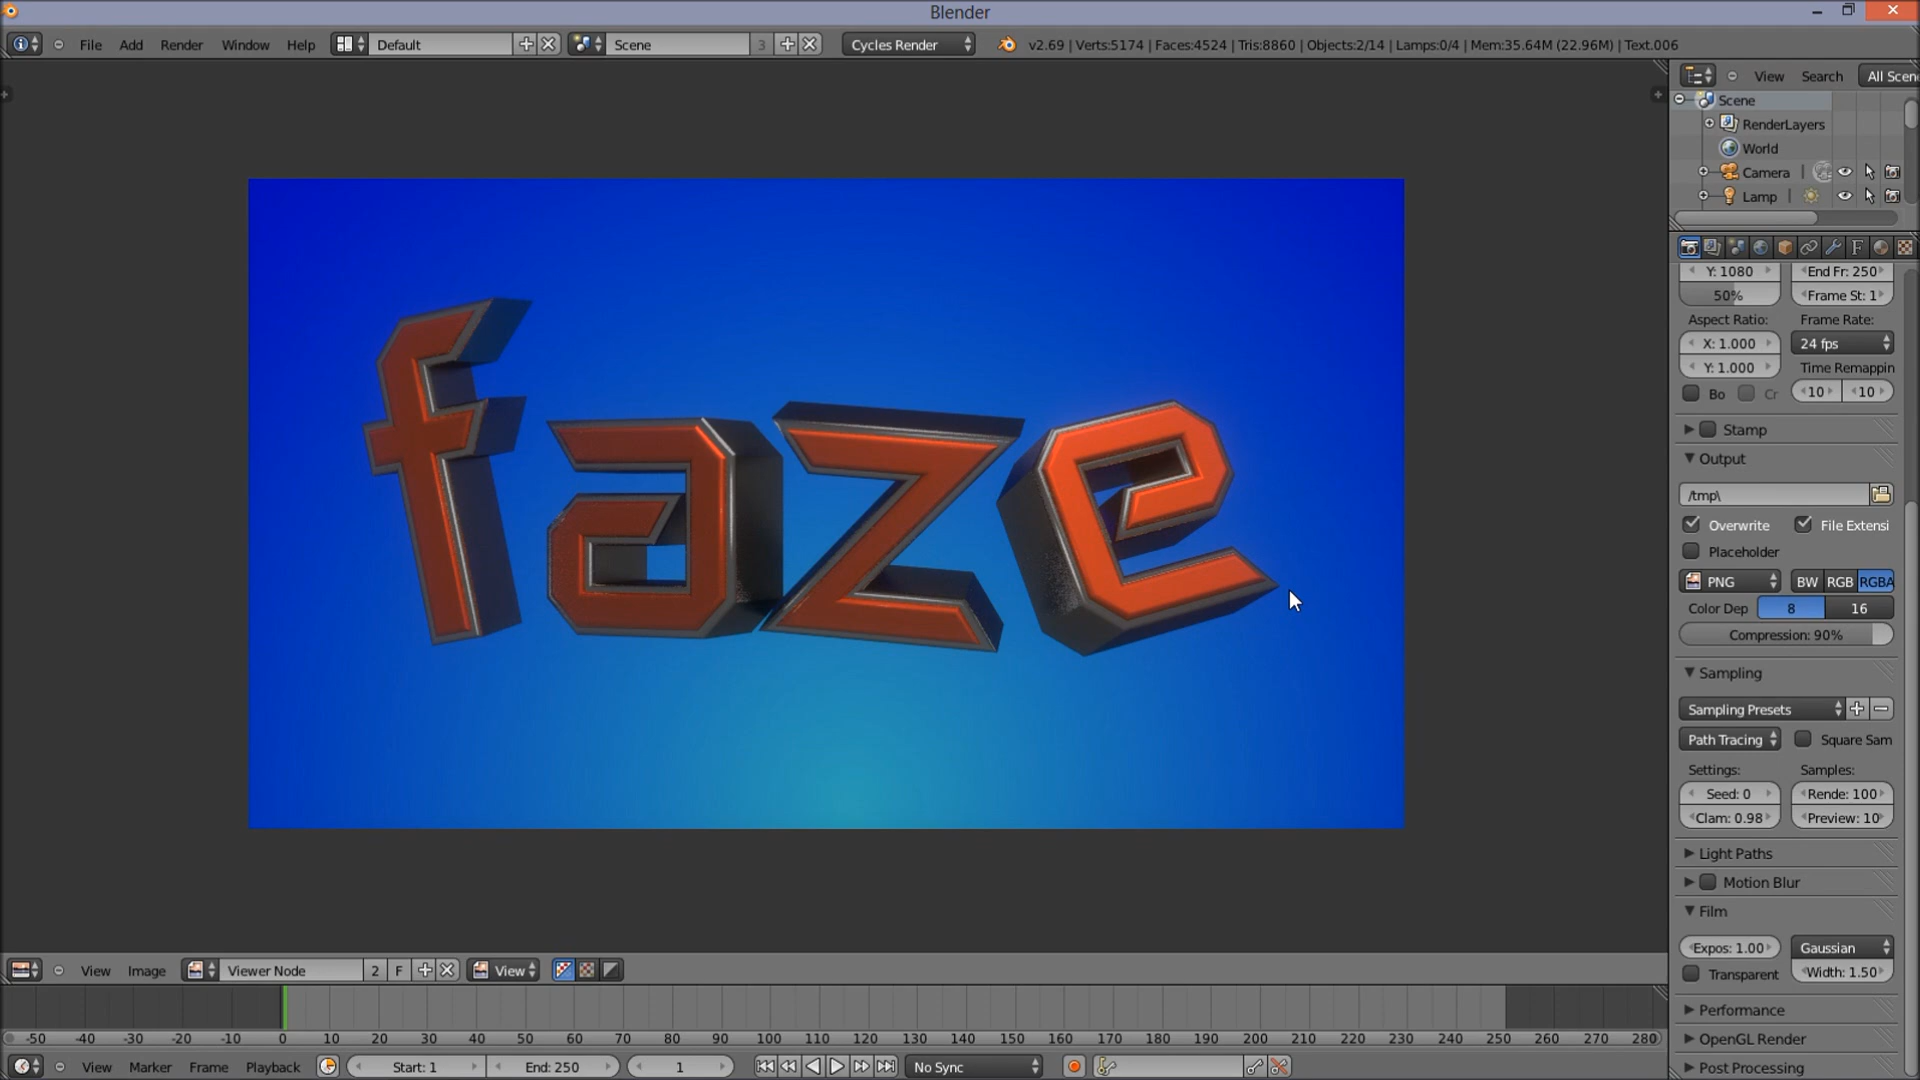 Blender
File Add Render Window Help Default Scene 3 Cycles Render v2.69 | Verts:5174 | Faces:4524 | Tris:8860 | Objects:2/14 | Lamps:0/4 | Mem:35.64M (22.96M) | Text.006
View Search All Scen
Scene
RenderLayers
World
Camera
Lamp
Y: 1080 End Fr: 250
50% Frame St: 1
Aspect Ratio: Frame Rate:
X: 1.000 24 fps
Y: 1.000 Time Remappin
Bo Cr 10 10
Stamp
Output
/tmp\
Overwrite File Extensi
Placeholder
PNG BW RGB RGBA
Color Dep 8 16
Compression: 90%
Sampling
Sampling Presets
Path Tracing Square Sam
Settings: Samples:
Seed: 0 Rende: 100
Clam: 0.98 Preview: 10
Light Paths
Motion Blur
Film
Expos: 1.00 Gaussian
Transparent Width: 1.50
Performance
OpenGL Render
Post Processing
faze
View Image Viewer Node 2 F View
-50 -40 -30 -20 -10 0 10 20 30 40 50 60 70 80 90 100 110 120 130 140 150 160 170 180 190 200 210 220 230 240 250 260 270 280
View Marker Frame Playback Start: 1 End: 250 1 No Sync